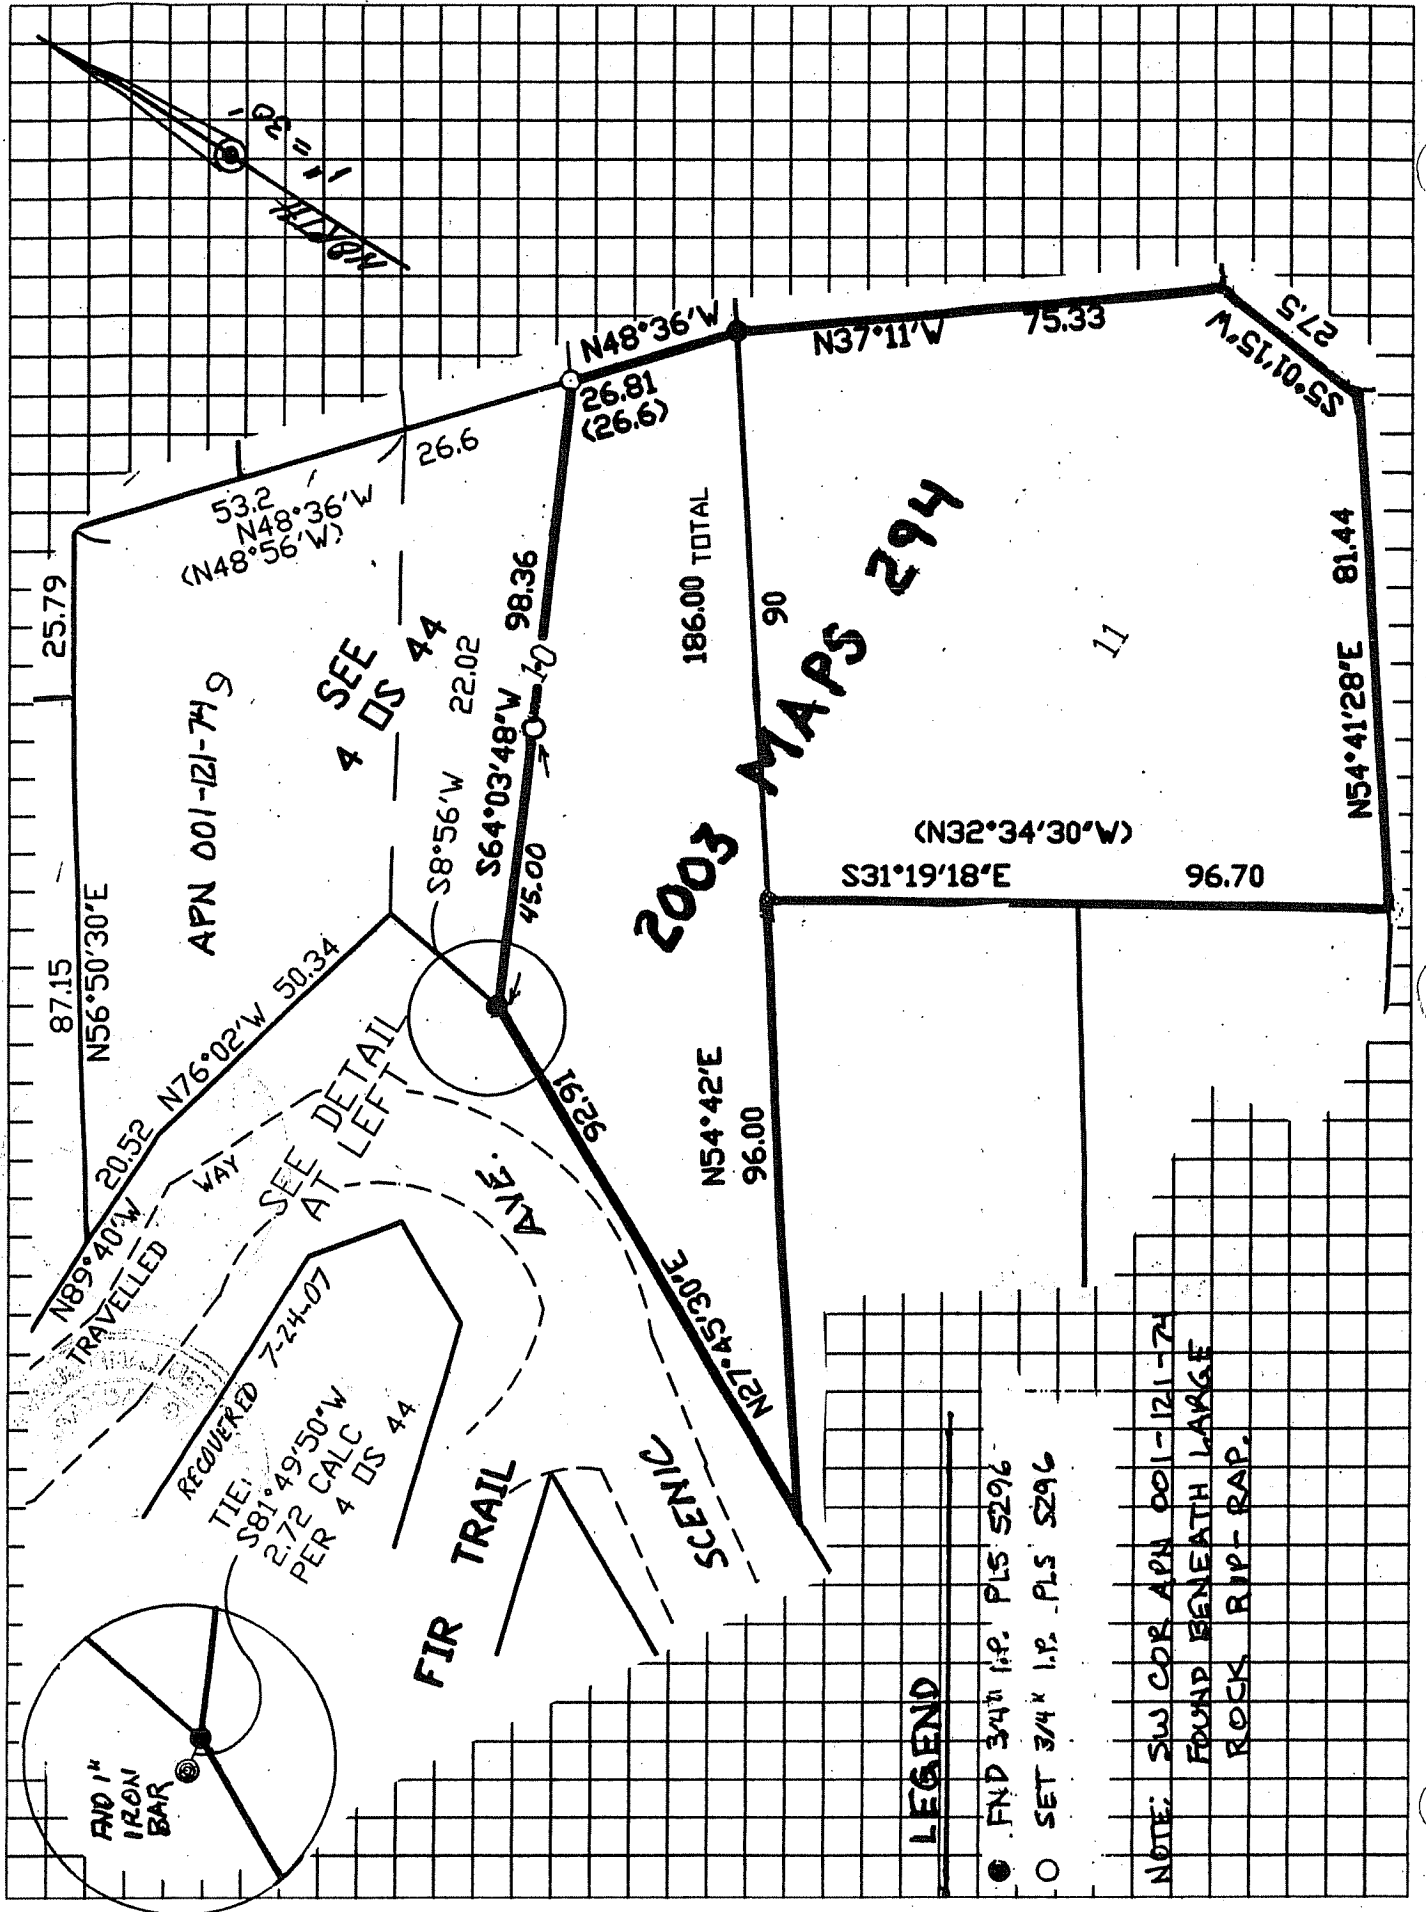 NORTH
1" = 30'
25.79
87.15
N56°50'30"E
53.2
N48°36'W
(N48°56'W)
26.6
N48°36'W
26.81
(26.6)
N37°11'W
75.33
S5°01'15"W
27.5
APN 001-121-74
9
SEE
4 OS 44
98.36
22.02
S64°03'48"W
10
S8°56'W
45.00
186.00 TOTAL
90
2003 MAPS 294
11
81.44
N54°41'28"E
(N32°34'30"W)
S31°19'18"E
96.70
N76°02'W 50.34
20.52
N89°40'W
TRAVELLED
WAY
SEE DETAIL
AT LEFT
92.91
N27°45'30"E
N54°42'E
96.00
SCENIC AVE.
FIR TRAIL
RECOVERED 7-24-07
TIE:
S81°49'50"W
2.72 CALC
PER 4 OS 44
FND 1"
IRON
BAR
LEGEND
FND 3/4" I.P. PLS 5296
SET 3/4" I.P. PLS 5296
NOTE: SW COR APN 001-121-74
FOUND BENEATH LARGE
ROCK RIP-RAP.